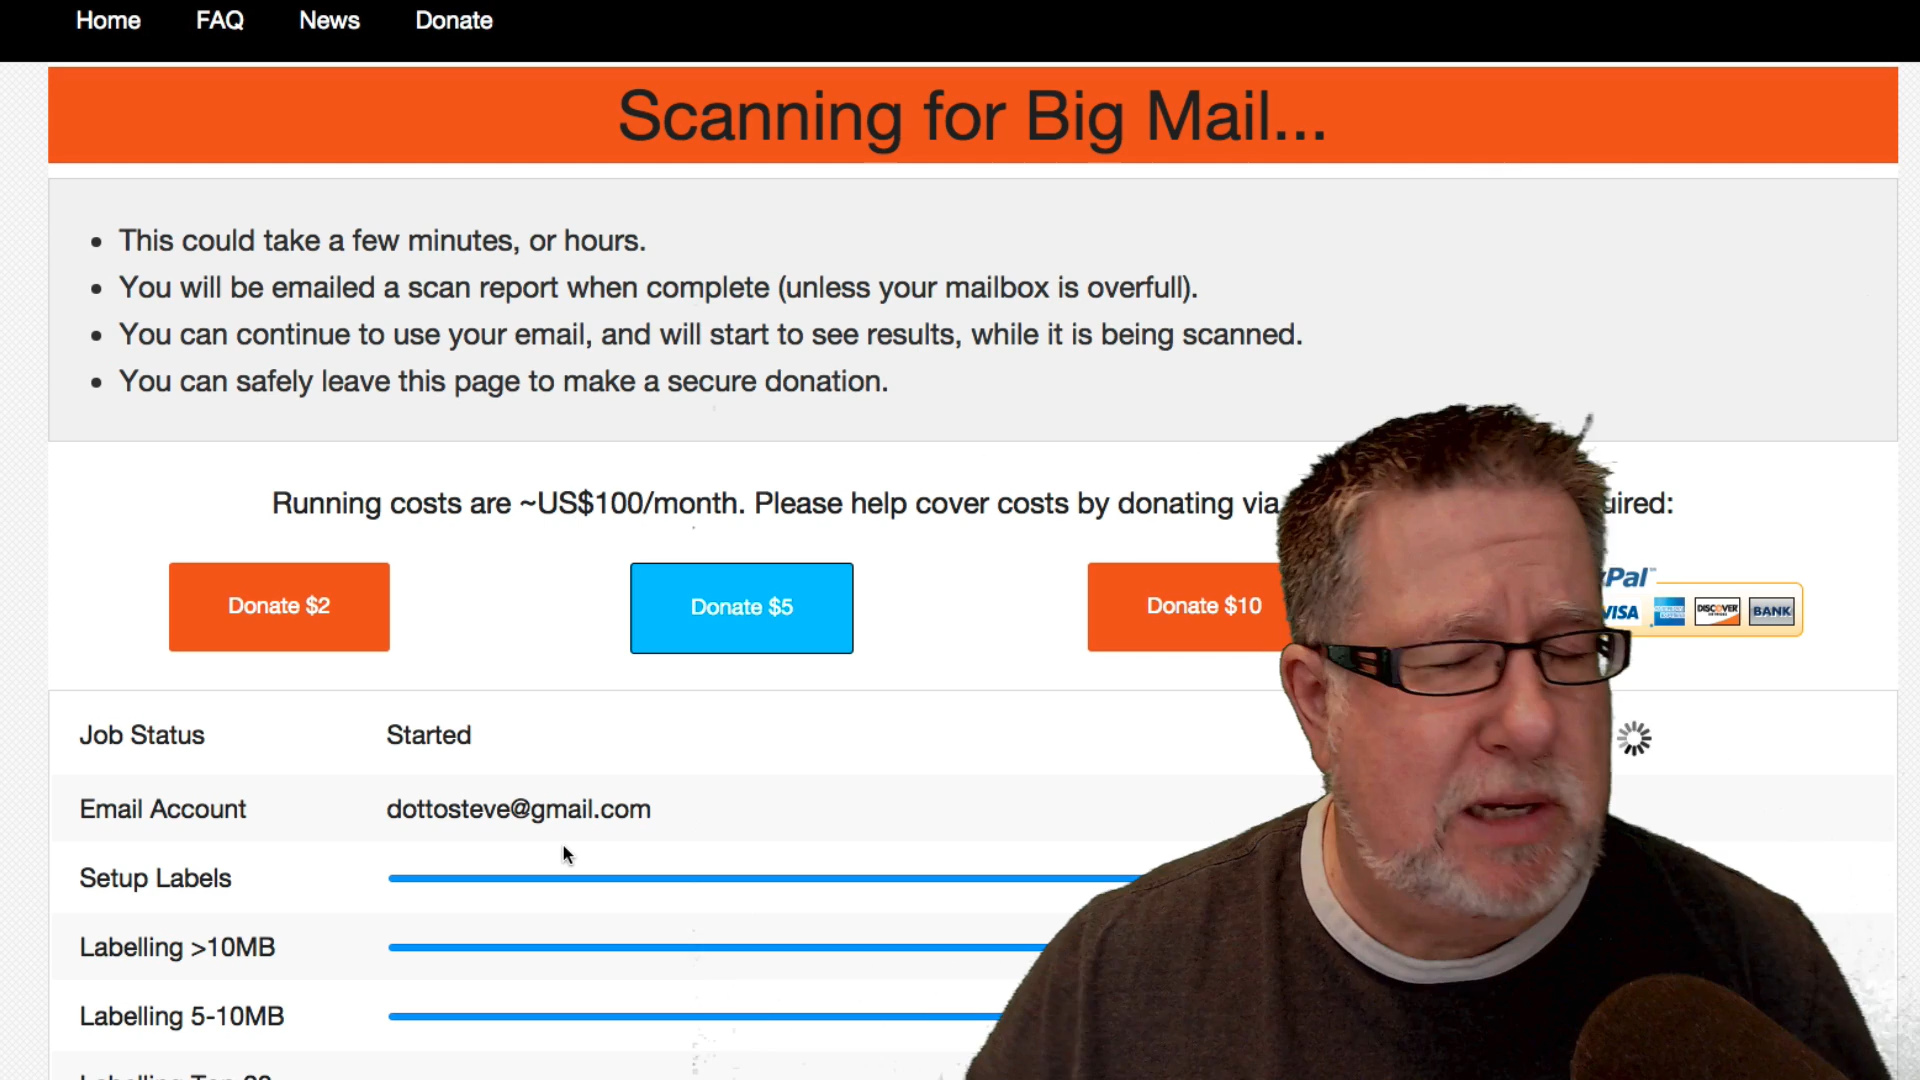 Home FAQ News Donate
Scanning for Big Mail...
This could take a few minutes, or hours.
You will be emailed a scan report when complete (unless your mailbox is overfull).
You can continue to use your email, and will start to see results, while it is being scanned.
You can safely leave this page to make a secure donation.
Running costs are ~US$100/month. Please help cover costs by donating via
Donate $2 Donate $5 Donate $10
VISA DISCOVER BANK
Job Status Started
Email Account dottosteve@gmail.com
Setup Labels
Labelling >10MB
Labelling 5-10MB